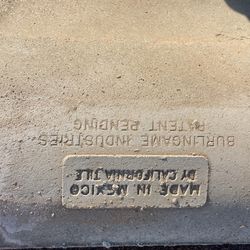 BURLINGAME INDUSTRIES
PATENT PENDING
MADE IN MEXICO
BY CALIFORNIA TILE